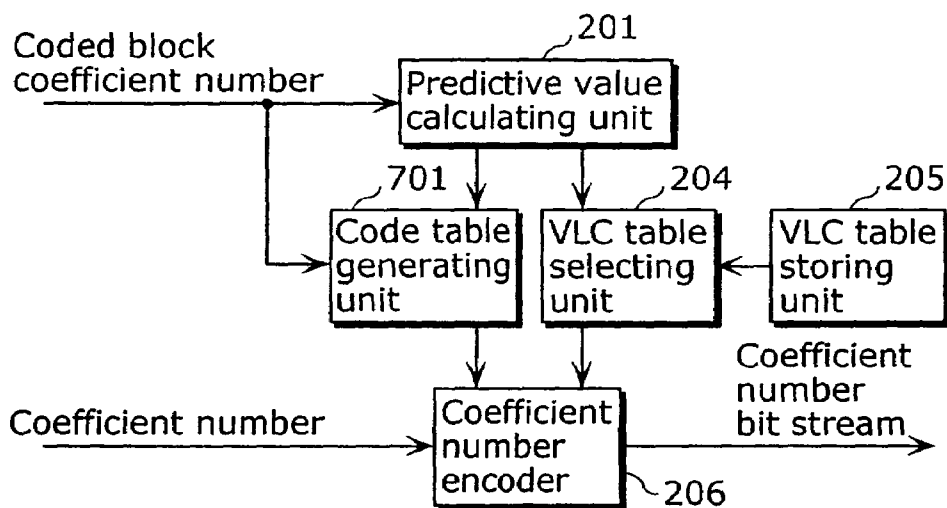 201
Coded block
coefficient number
Predictive value
calculating unit
701
204
205
Code table
generating
unit
VLC table
selecting
unit
VLC table
storing
unit
Coefficient
number
bit stream
Coefficient number
Coefficient
number
encoder
206